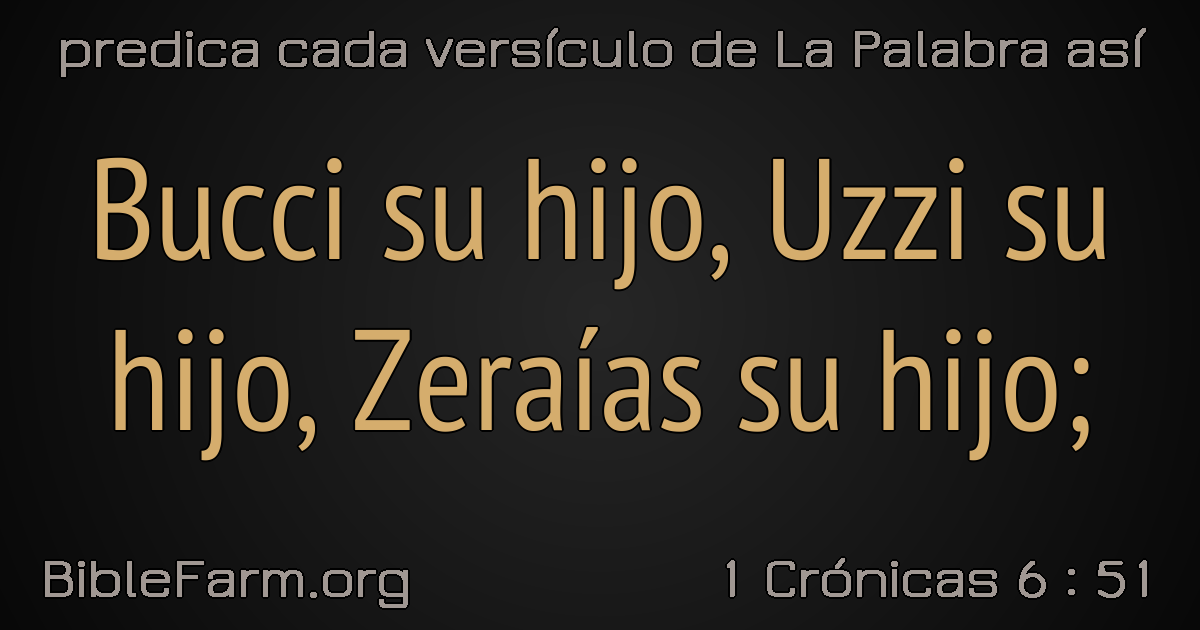 predica cada versículo de La Palabra así
Bucci su hijo, Uzzi su
hijo, Zeraías su hijo;
BibleFarm.org
1 Crónicas 6 : 51